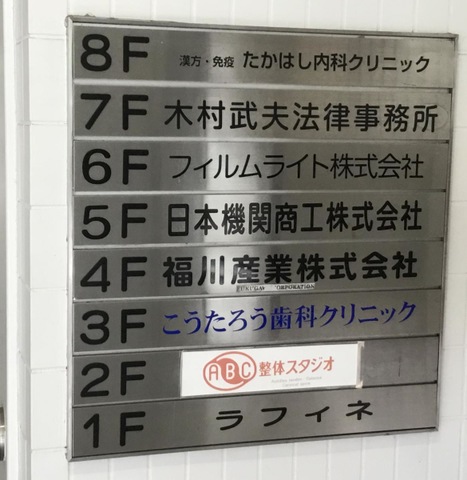 8F 漢方・免疫 たかはし内科クリニック
7F 木村武夫法律事務所
6F フィルムライト株式会社
5F 日本機関商工株式会社
4F 福川産業株式会社
3F こうたろう歯科クリニック
2F ABC 整体スタジオ
1F ラフィネ